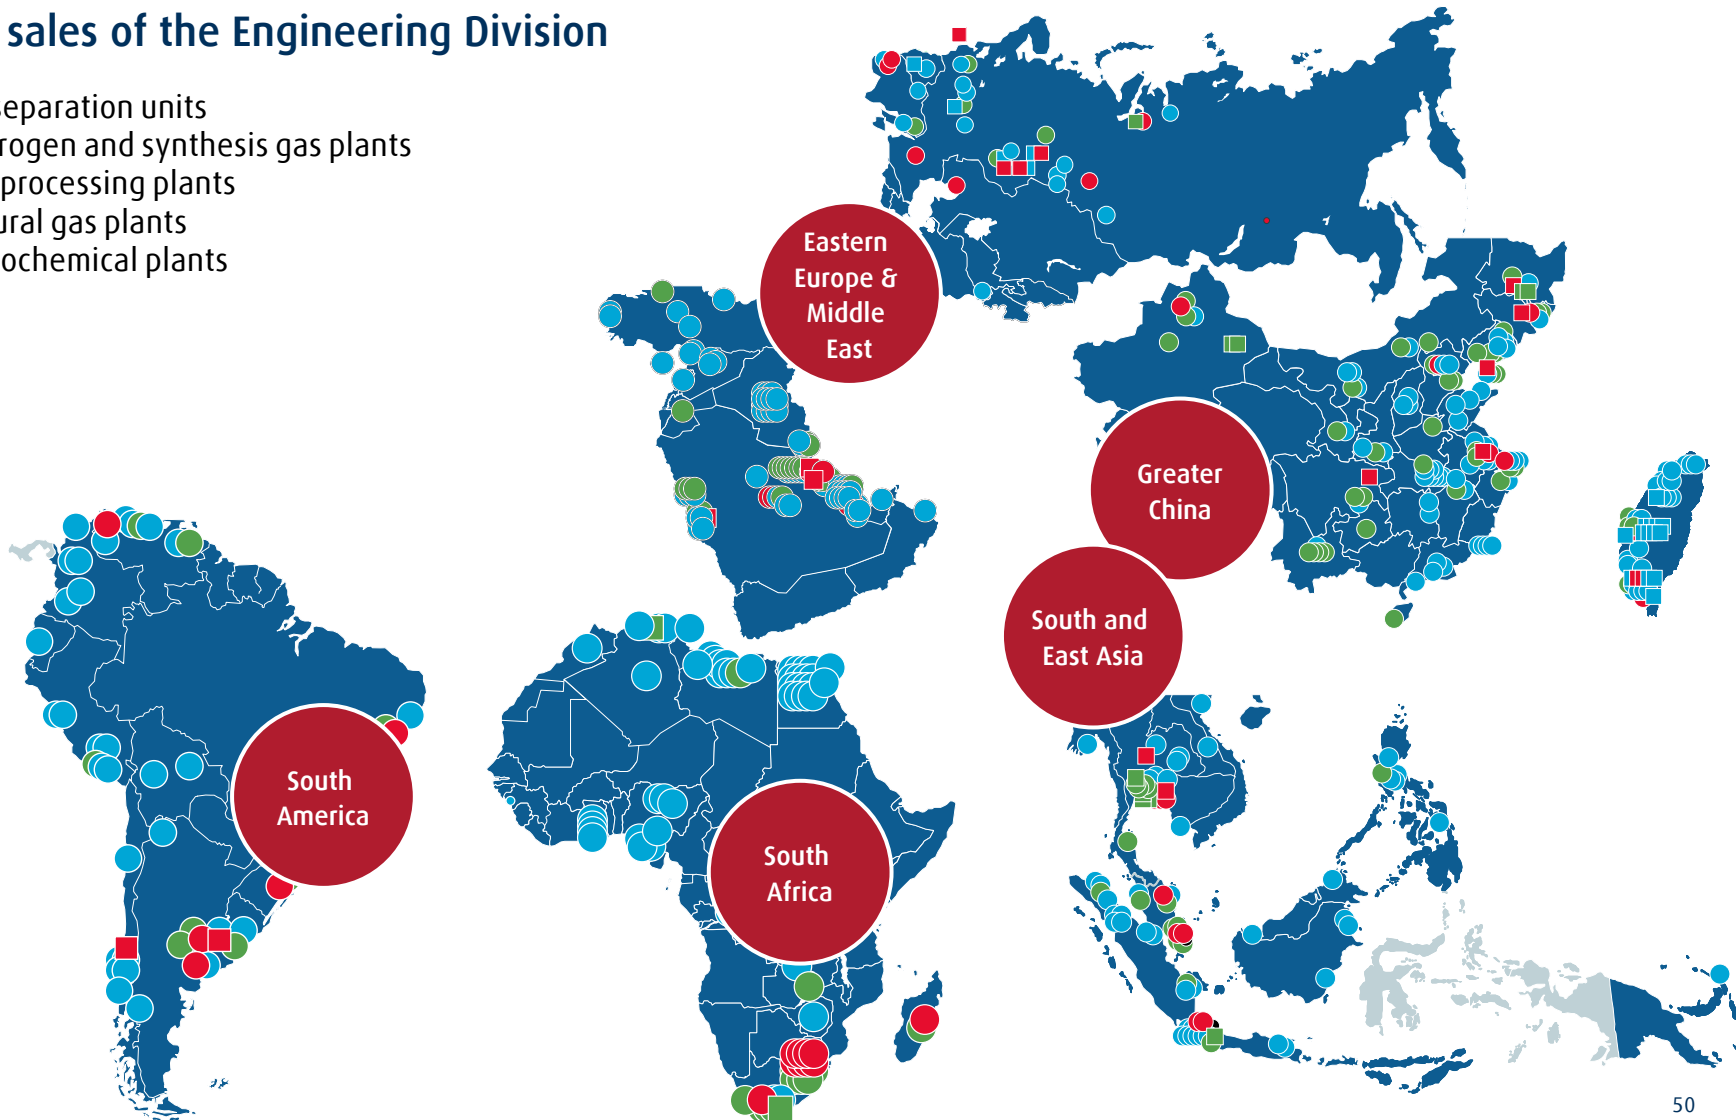 sales of the Engineering Division
separation units
rogen and synthesis gas plants
processing plants
ural gas plants
ochemical plants
Eastern
Europe &
Middle
East
Greater
China
South and
East Asia
South
America
South
Africa
50